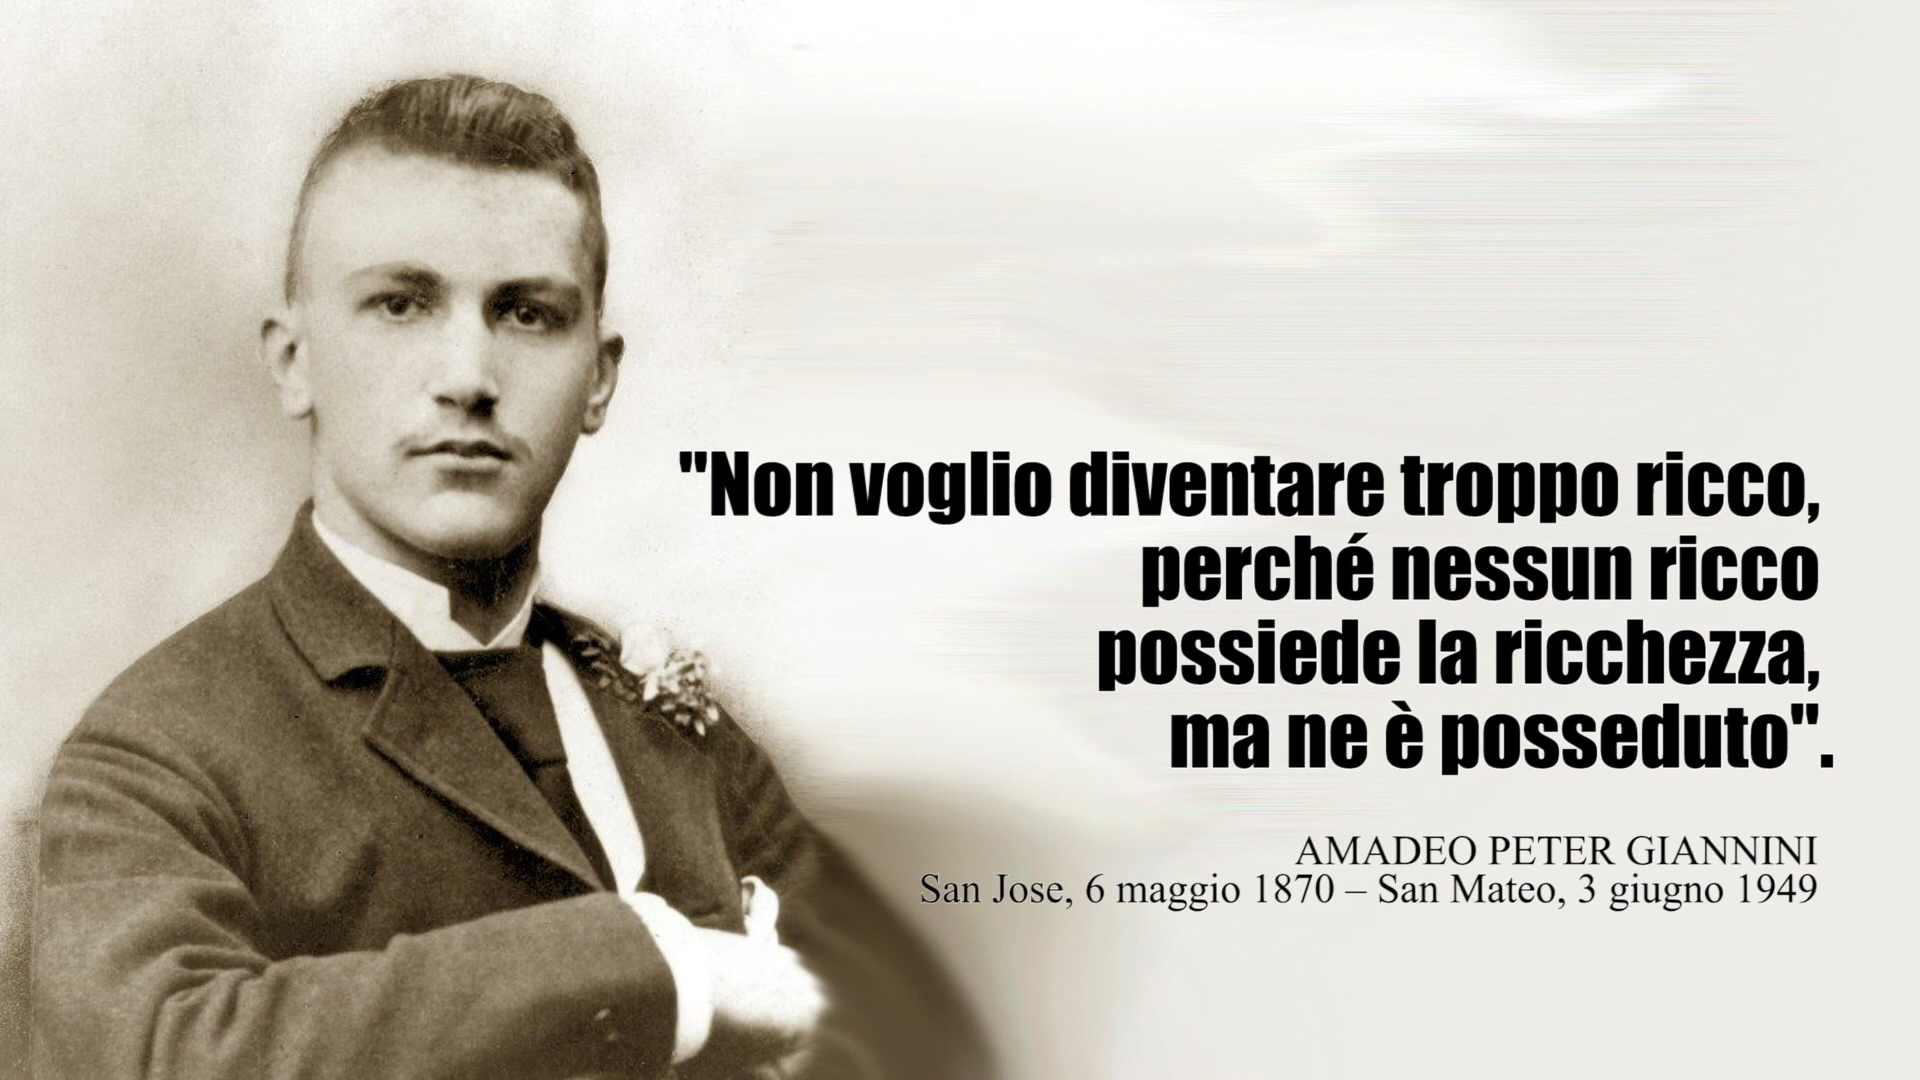 "Non voglio diventare troppo ricco,
perché nessun ricco
possiede la ricchezza,
ma ne è posseduto".
AMADEO PETER GIANNINI
San Jose, 6 maggio 1870 – San Mateo, 3 giugno 1949